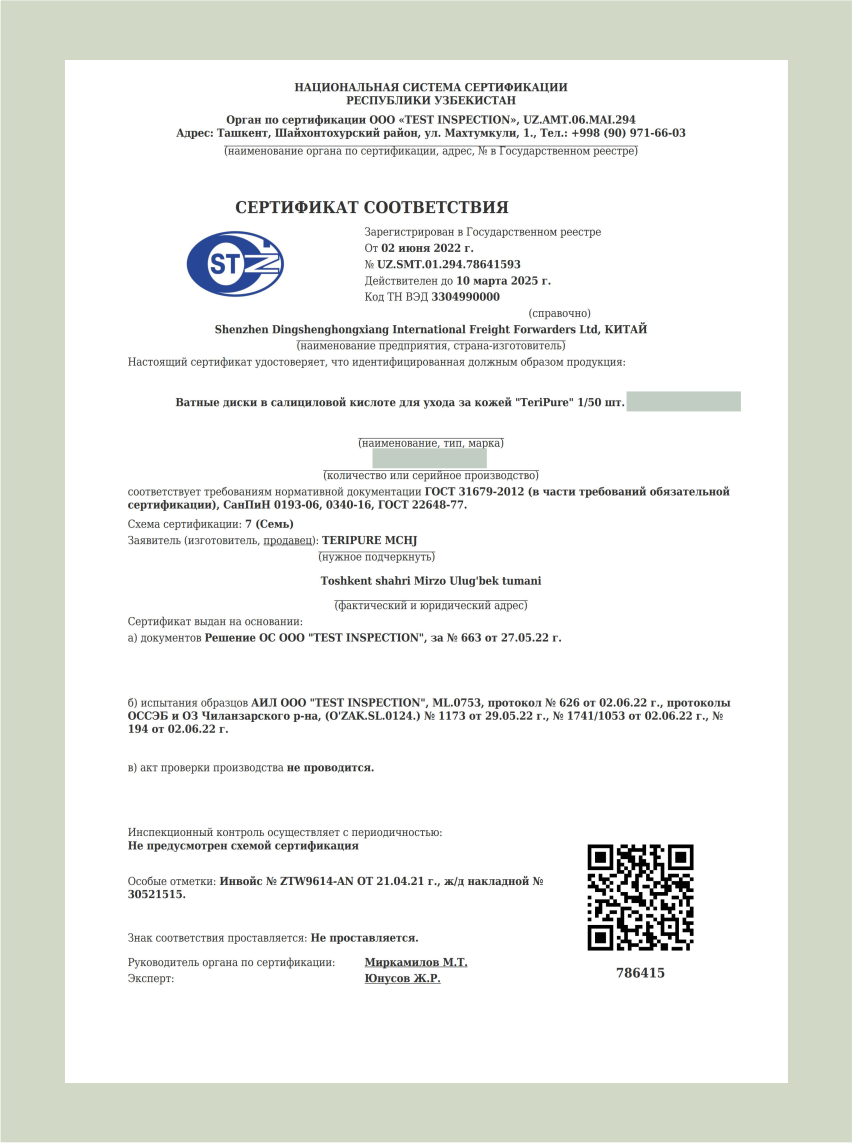 НАЦИОНАЛЬНАЯ СИСТЕМА СЕРТИФИКАЦИИ
РЕСПУБЛИКИ УЗБЕКИСТАН
Орган по сертификации ООО «TEST INSPECTION», UZ.AMT.06.MAI.294
Адрес: Ташкент, Шайхонтохурский район, ул. Махтумкули, 1., Тел.: +998 (90) 971-66-03
(наименование органа по сертификации, адрес, № в Государственном реестре)
СЕРТИФИКАТ СООТВЕТСТВИЯ
STZ
Зарегистрирован в Государственном реестре
От 02 июня 2022 г.
№ UZ.SMT.01.294.78641593
Действителен до 10 марта 2025 г.
Код ТН ВЭД 3304990000
(справочно)
Shenzhen Dingshenghongxiang International Freight Forwarders Ltd, КИТАЙ
(наименование предприятия, страна-изготовитель)
Настоящий сертификат удостоверяет, что идентифицированная должным образом продукция:
Ватные диски в салициловой кислоте для ухода за кожей "TeriPure" 1/50 шт.
(наименование, тип, марка)
(количество или серийное производство)
соответствует требованиям нормативной документации ГОСТ 31679-2012 (в части требований обязательной
сертификации), СанПиН 0193-06, 0340-16, ГОСТ 22648-77.
Схема сертификации: 7 (Семь)
Заявитель (изготовитель, продавец): TERIPURE MCHJ
(нужное подчеркнуть)
Toshkent shahri Mirzo Ulug'bek tumani
(фактический и юридический адрес)
Сертификат выдан на основании:
а) документов Решение ОС ООО "TEST INSPECTION", за № 663 от 27.05.22 г.
б) испытания образцов АИЛ ООО "TEST INSPECTION", ML.0753, протокол № 626 от 02.06.22 г., протоколы
ОССЭБ и ОЗ Чиланзарского р-на, (O'ZAK.SL.0124.) № 1173 от 29.05.22 г., № 1741/1053 от 02.06.22 г., №
194 от 02.06.22 г.
в) акт проверки производства не проводится.
Инспекционный контроль осуществляет с периодичностью:
Не предусмотрен схемой сертификация
Особые отметки: Инвойс № ZTW9614-AN ОТ 21.04.21 г., ж/д накладной №
30521515.
Знак соответствия проставляется: Не проставляется.
Руководитель органа по сертификации: Миркамилов М.Т.
Эксперт: Юнусов Ж.Р.
786415